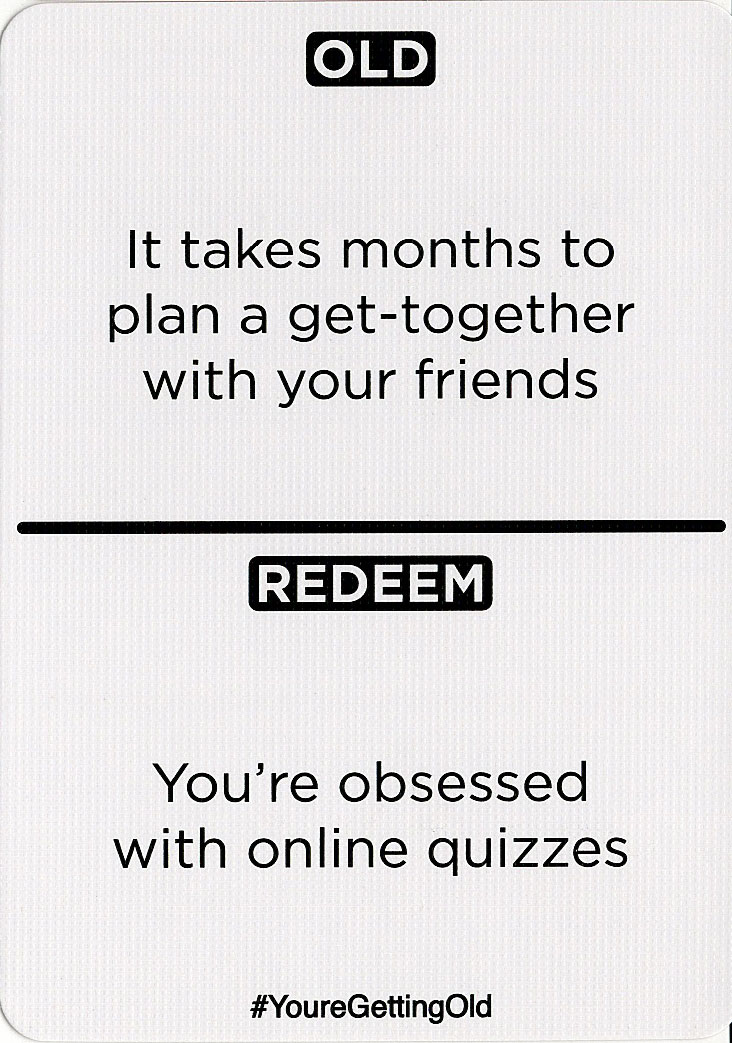 OLD
It takes months to
plan a get-together
with your friends
REDEEM
You’re obsessed
with online quizzes
#YoureGettingOld